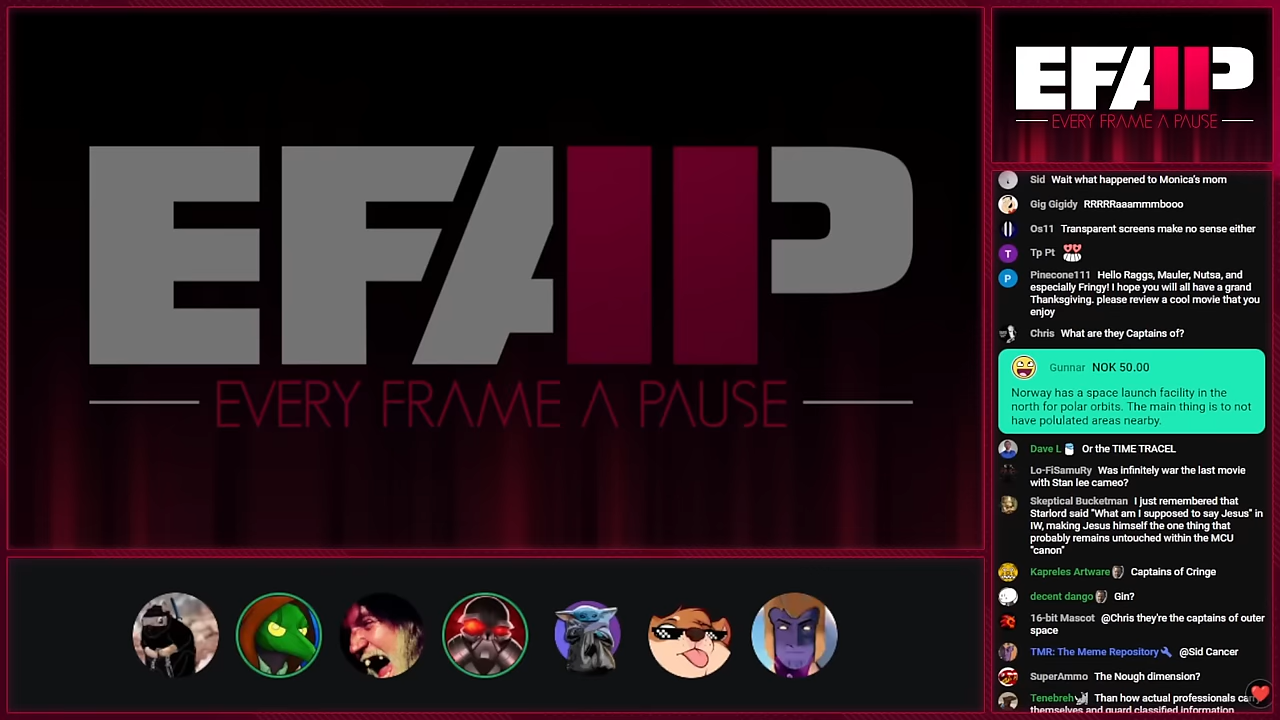 EFAP
EVERY FRAME A PAUSE
EFAP
EVERY FRAME A PAUSE
Sid Wait what happened to Monica's mom
Gig Gigidy RRRRRaaammmbooo
Os11 Transparent screens make no sense either
T Tp Pt
P Pinecone111 Hello Raggs, Mauler, Nutsa, and
especially Fringy! I hope you will all have a grand
Thanksgiving. please review a cool movie that you
enjoy
Chris What are they Captains of?
Gunnar NOK 50.00
Norway has a space launch facility in the
north for polar orbits. The main thing is to not
have polulated areas nearby.
Dave L Or the TIME TRACEL
Lo-FiSamuRy Was infinitely war the last movie
with Stan lee cameo?
Skeptical Bucketman I just remembered that
Starlord said "What am I supposed to say Jesus" in
IW, making Jesus himself the one thing that
probably remains untouched within the MCU
"canon"
Kapreles Artware Captains of Cringe
decent dango Gin?
16-bit Mascot @Chris they're the captains of outer
space
TMR: The Meme Repository @Sid Cancer
SuperAmmo The Nough dimension?
Tenebreh Than how actual professionals
themselves and guard classified information